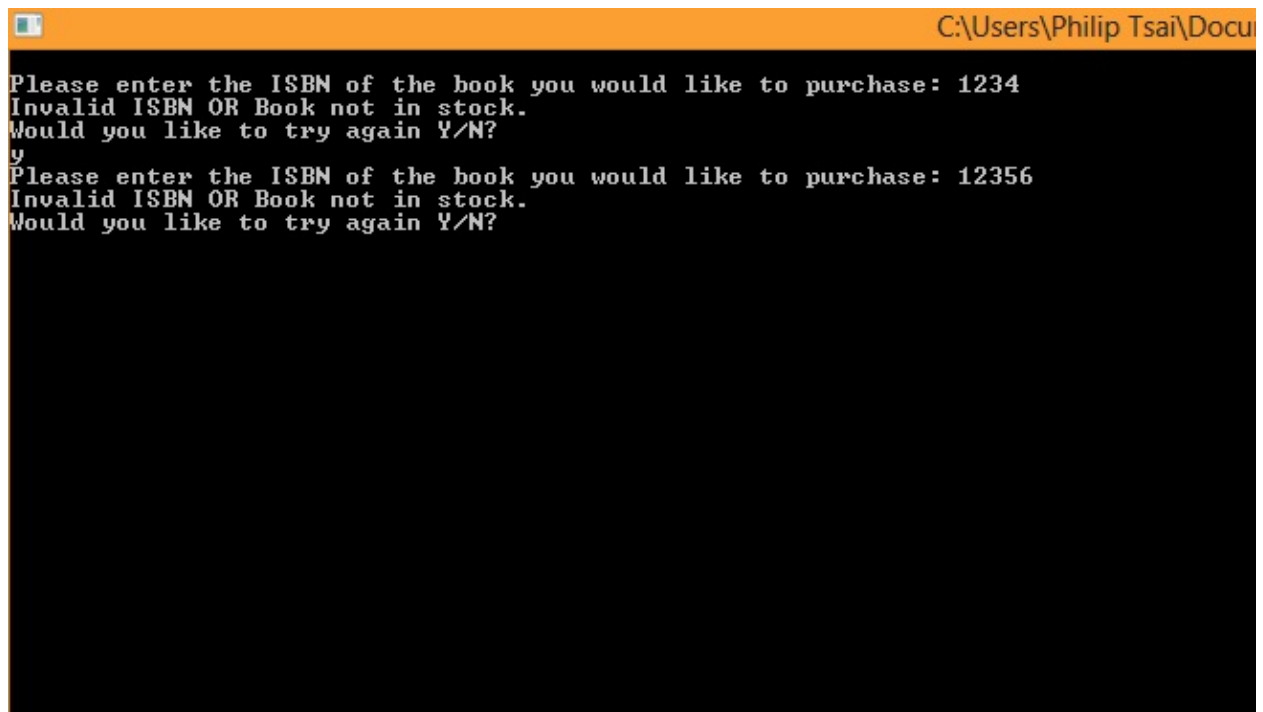 C:\Users\Philip Tsai\Docu
Please enter the ISBN of the book you would like to purchase: 1234
Invalid ISBN OR Book not in stock.
Would you like to try again Y/N?
y
Please enter the ISBN of the book you would like to purchase: 12356
Invalid ISBN OR Book not in stock.
Would you like to try again Y/N?